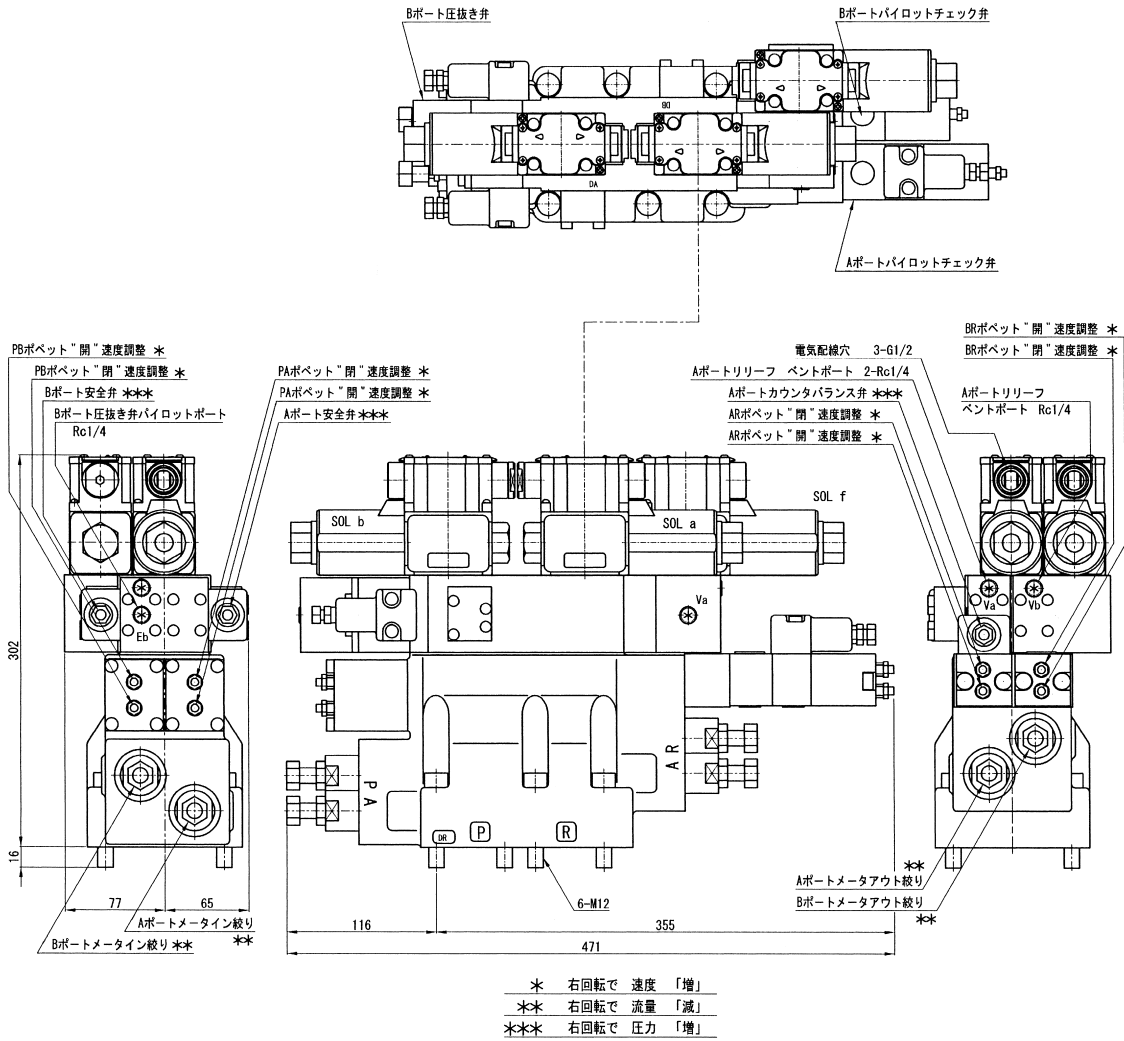 Bポート圧抜き弁
Bポートパイロットチェック弁
DB
DA
Aポートパイロットチェック弁
PBポペット"開"速度調整 *
PBポペット"閉"速度調整 *
Bポート安全弁 ***
Bポート圧抜き弁パイロットポート
Rc1/4
PAポペット"閉"速度調整 *
PAポペット"開"速度調整 *
Aポート安全弁 ***
電気配線穴 3-G1/2
Aポートリリーフ ベントポート 2-Rc1/4
Aポートカウンタバランス弁 ***
ARポペット"閉"速度調整 *
ARポペット"開"速度調整 *
BRポペット"開"速度調整 *
BRポペット"閉"速度調整 *
Aポートリリーフ
ベントポート Rc1/4
SOL b
SOL a
SOL f
Eb
Va
Va
Vb
302
16
PA
AR
DR
P
R
77
65
Aポートメータイン絞り
**
Bポートメータイン絞り **
6-M12
116
355
471
**
Aポートメータアウト絞り
Bポートメータアウト絞り
**
* 右回転で 速度 「増」
** 右回転で 流量 「減」
*** 右回転で 圧力 「増」